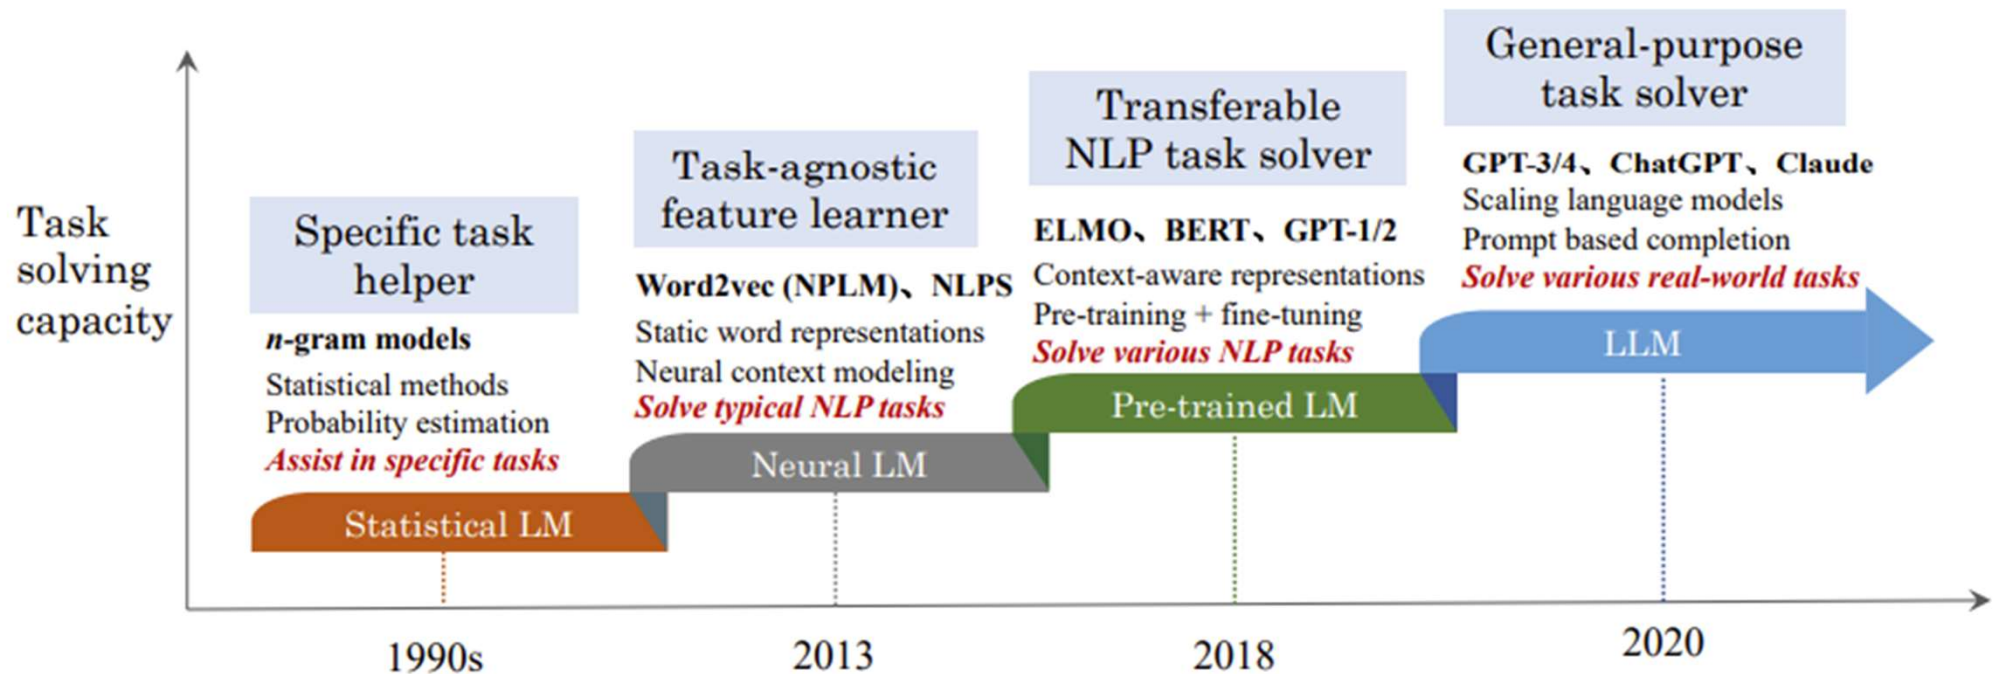 Task
solving
capacity
Specific task
helper
n-gram models
Statistical methods
Probability estimation
Assist in specific tasks
Statistical LM
1990s
Task-agnostic
feature learner
Word2vec (NPLM)、NLPS
Static word representations
Neural context modeling
Solve typical NLP tasks
Neural LM
2013
Transferable
NLP task solver
ELMO、BERT、GPT-1/2
Context-aware representations
Pre-training + fine-tuning
Solve various NLP tasks
Pre-trained LM
2018
General-purpose
task solver
GPT-3/4、ChatGPT、Claude
Scaling language models
Prompt based completion
Solve various real-world tasks
LLM
2020